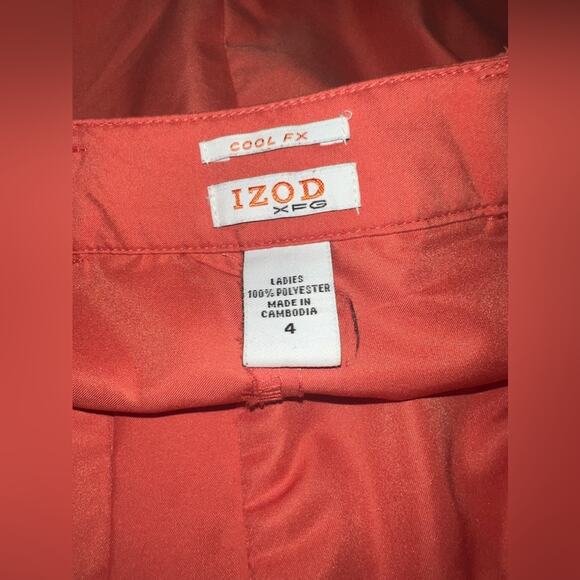 COOL FX
IZOD
XFG
LADIES
100% POLYESTER
MADE IN
CAMBODIA
4